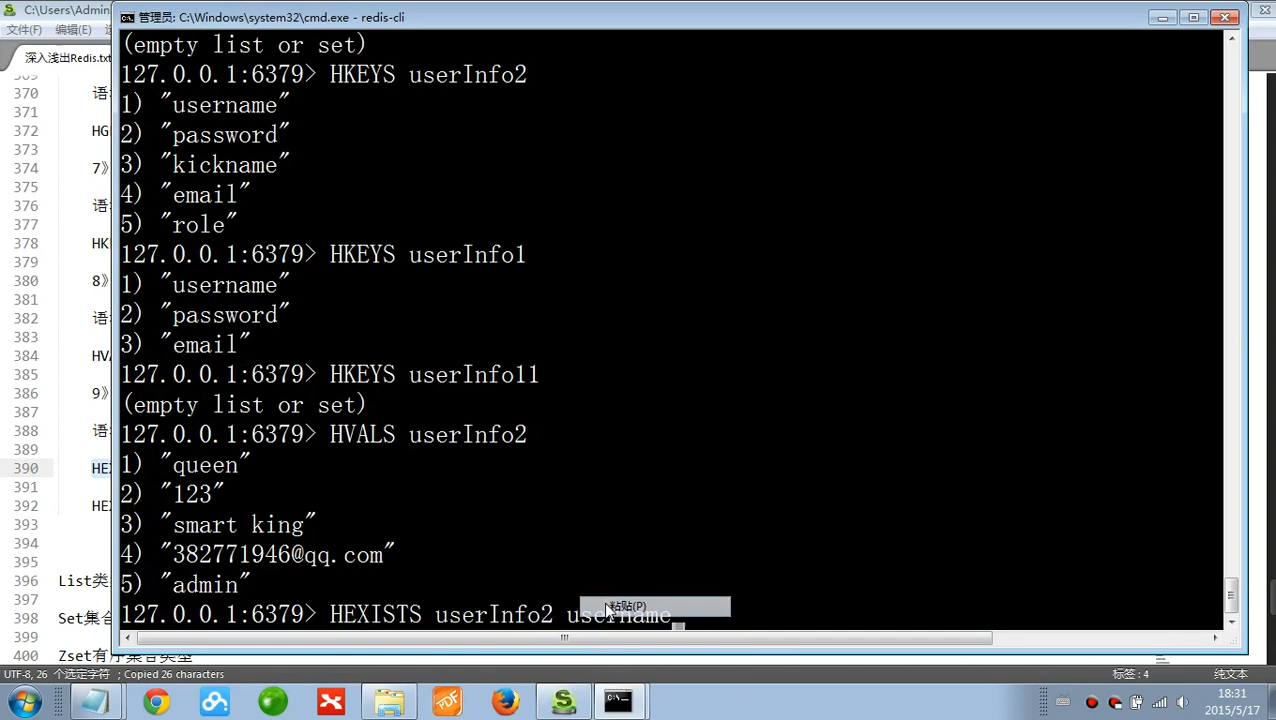 C:\Users\Admin
管理员: C:\Windows\system32\cmd.exe - redis-cli
文件(F) 编辑(E)
深入浅出Redis.txt
(empty list or set)
127.0.0.1:6379> HKEYS userInfo2
1) "username"
2) "password"
3) "kickname"
4) "email"
5) "role"
127.0.0.1:6379> HKEYS userInfo1
1) "username"
2) "password"
3) "email"
127.0.0.1:6379> HKEYS userInfo11
(empty list or set)
127.0.0.1:6379> HVALS userInfo2
1) "queen"
2) "123"
3) "smart king"
4) "382771946@qq.com"
5) "admin"
127.0.0.1:6379> HEXISTS userInfo2 username
粘贴(P)
370
371
372 HG
373
374 7》
375
376
377
378 HK
379
380 8》
381
382
383
384 HVA
385
386 9》
387
388
389
390 HEX
391
392 HEX
393
394
395
396 List类
397
398 Set集合
399
400 Zset有序集合类型
UTF-8, 26 个选定字符 ; Copied 26 characters
标签: 4
纯文本
PDF
18:31
2015/5/17